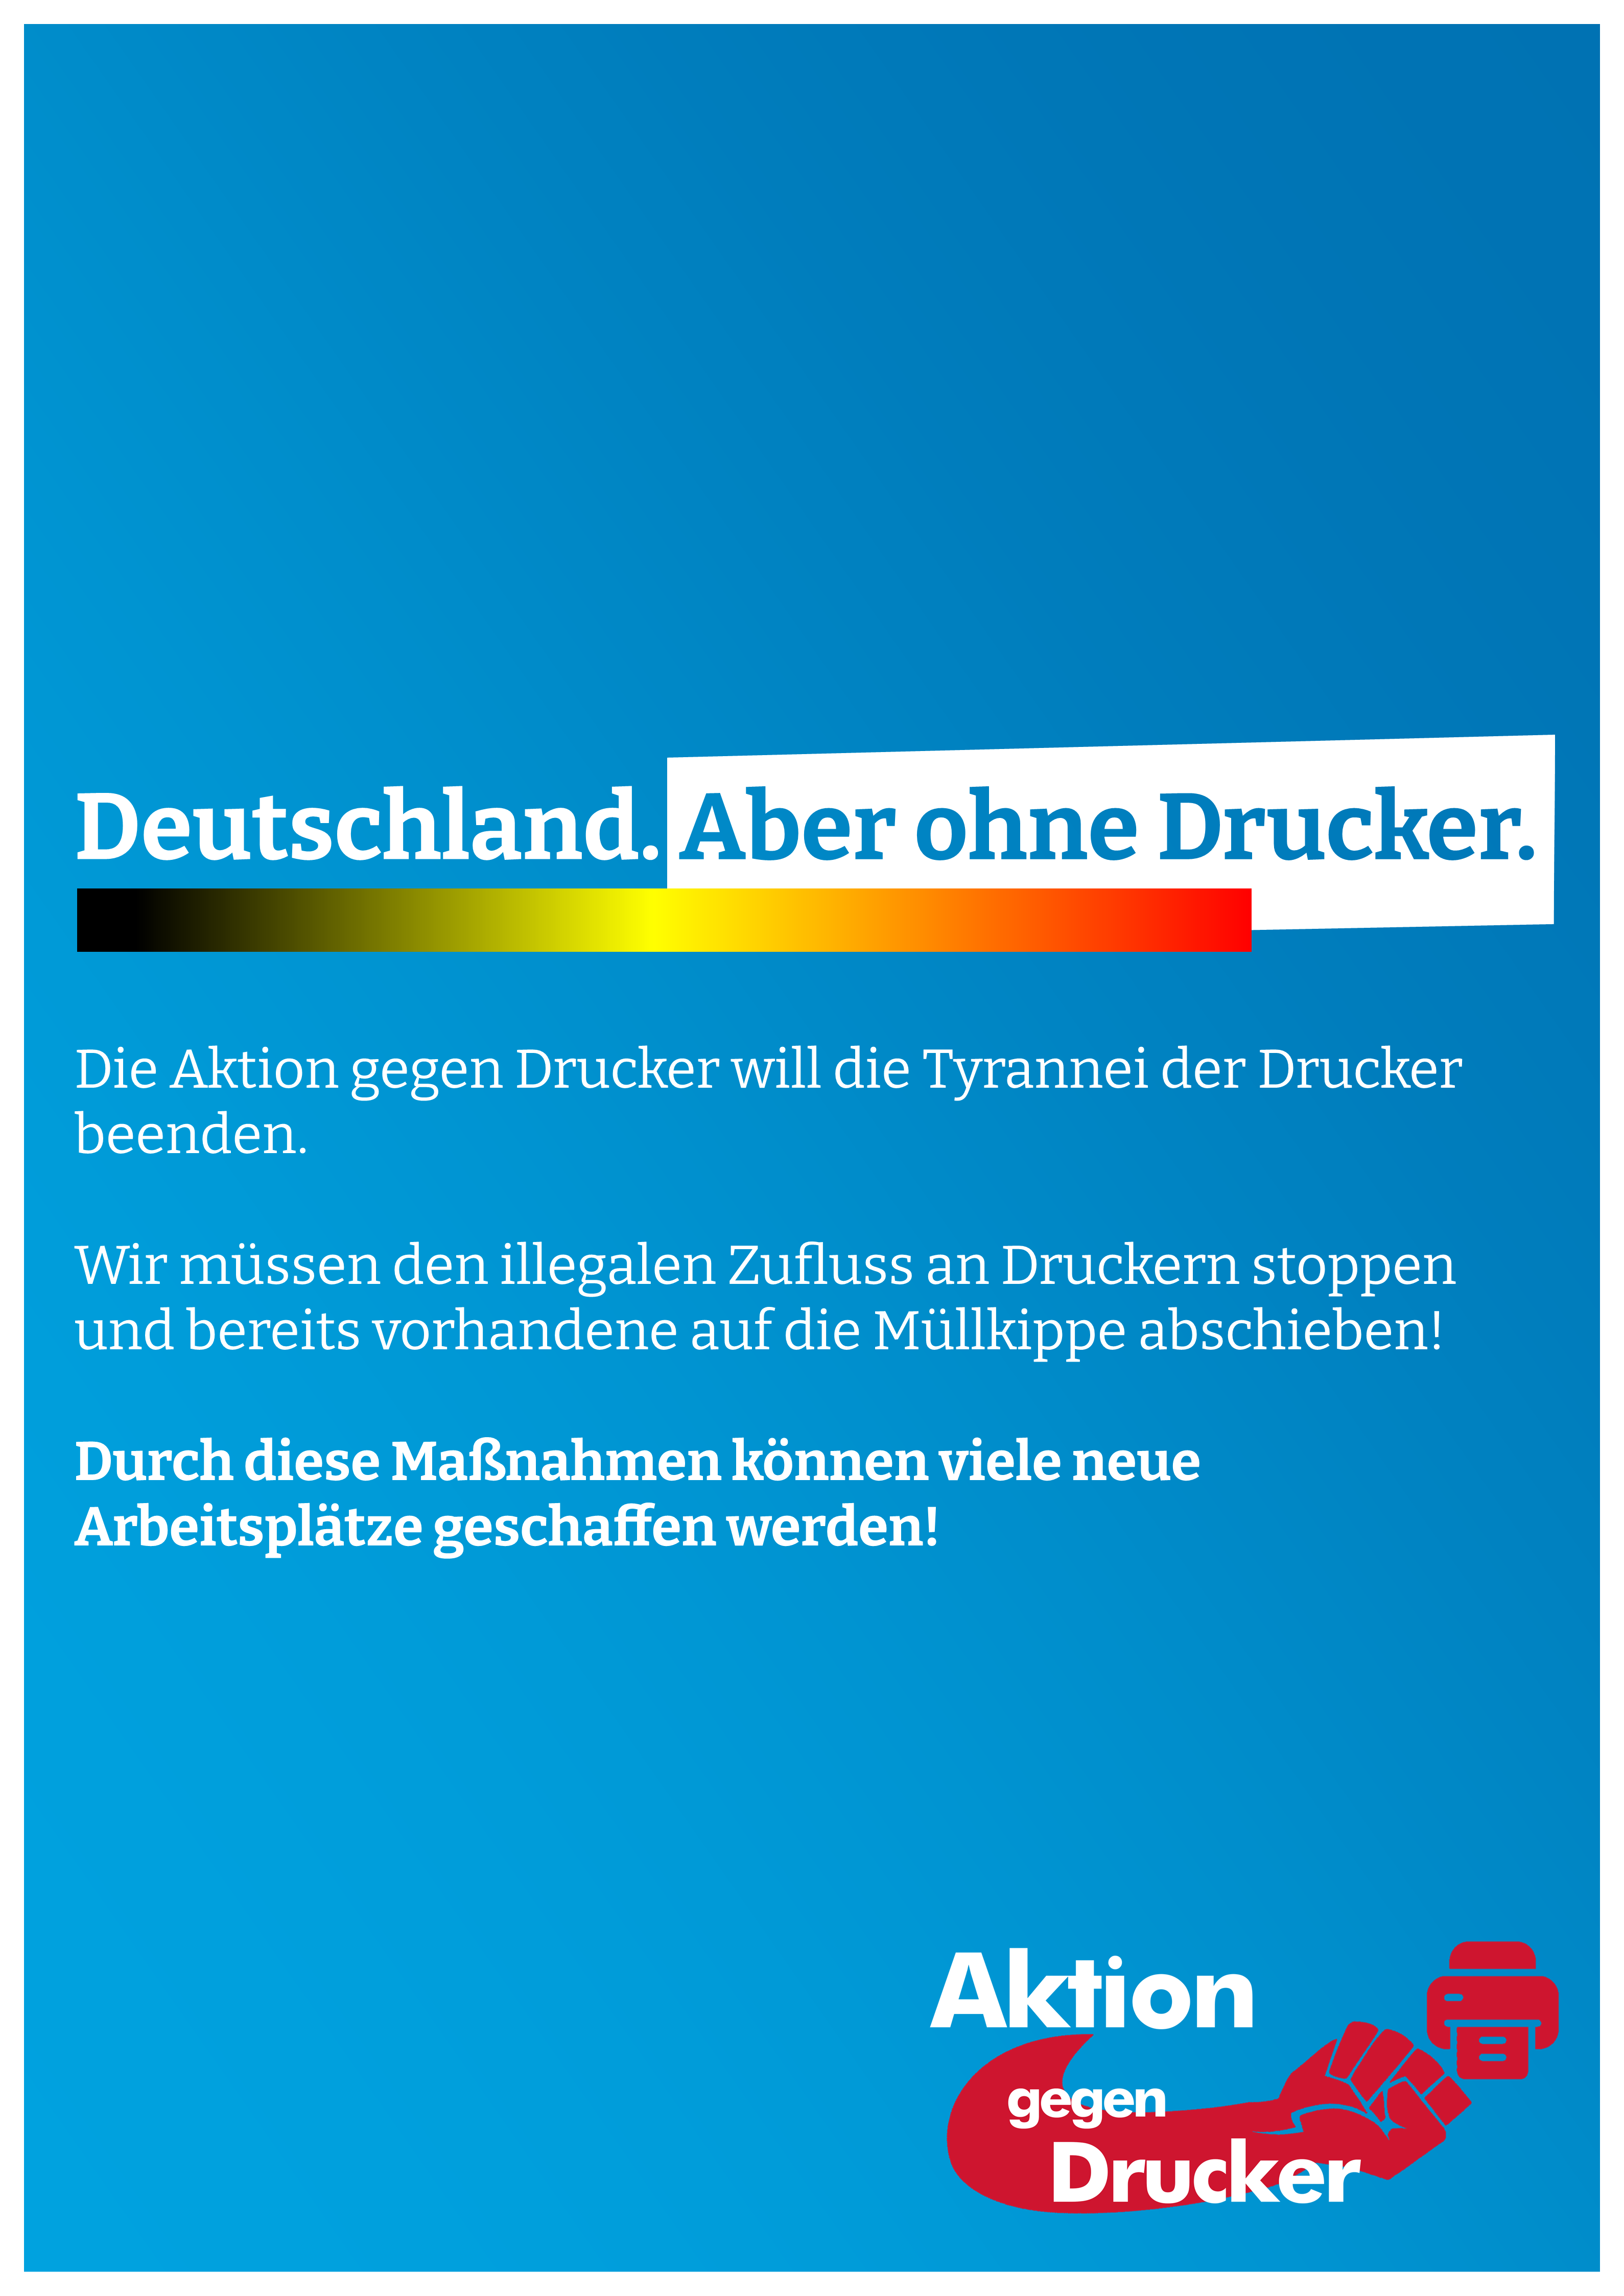 Deutschland. Aber ohne Drucker.
Die Aktion gegen Drucker will die Tyrannei der Drucker
beenden.
Wir müssen den illegalen Zufluss an Druckern stoppen
und bereits vorhandene auf die Müllkippe abschieben!
Durch diese Maßnahmen können viele neue
Arbeitsplätze geschaffen werden!
Aktion
gegen
Drucker